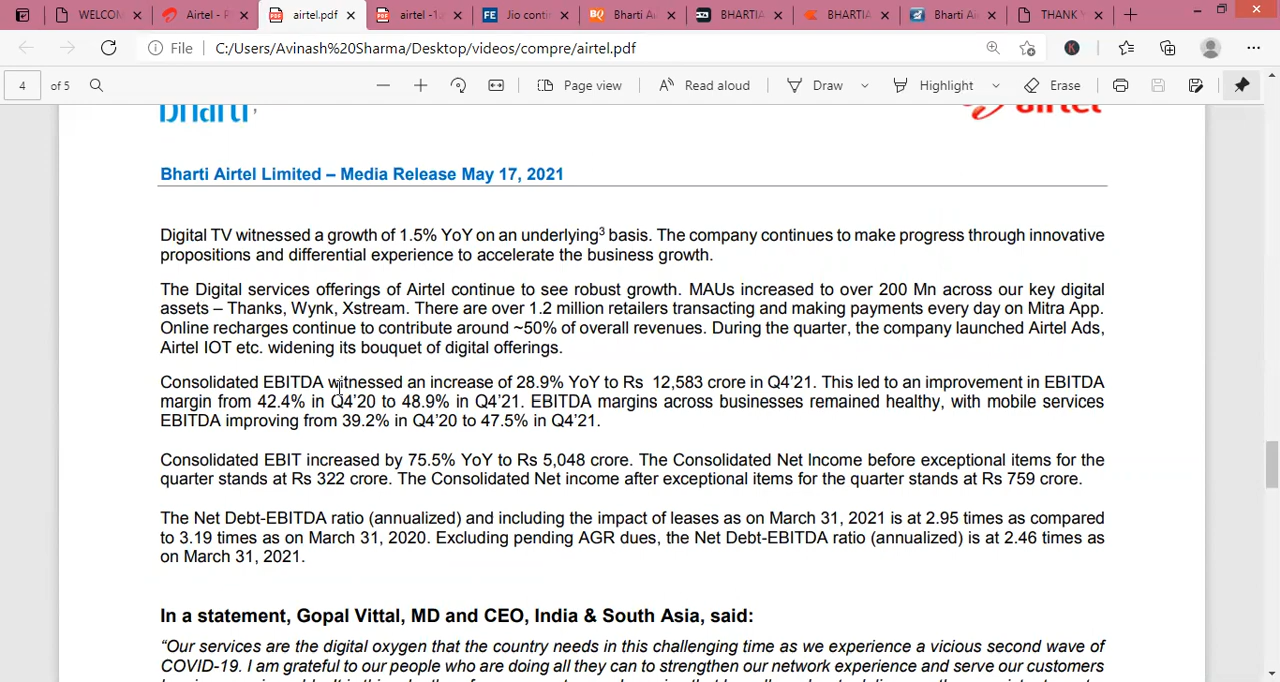 WELCOM
Airtel - R
airtel.pdf
airtel -1.
Jio conti
Bharti A
BHARTIA
BHARTIA
Bharti Ai
THANK
File
C:/Users/Avinash%20Sharma/Desktop/videos/compre/airtel.pdf
4 of 5
Page view
Read aloud
Draw
Highlight
Erase
bharti
airtel
Bharti Airtel Limited – Media Release May 17, 2021
Digital TV witnessed a growth of 1.5% YoY on an underlying³ basis. The company continues to make progress through innovative
propositions and differential experience to accelerate the business growth.
The Digital services offerings of Airtel continue to see robust growth. MAUs increased to over 200 Mn across our key digital
assets – Thanks, Wynk, Xstream. There are over 1.2 million retailers transacting and making payments every day on Mitra App.
Online recharges continue to contribute around ~50% of overall revenues. During the quarter, the company launched Airtel Ads,
Airtel IOT etc. widening its bouquet of digital offerings.
Consolidated EBITDA witnessed an increase of 28.9% YoY to Rs 12,583 crore in Q4’21. This led to an improvement in EBITDA
margin from 42.4% in Q4’20 to 48.9% in Q4’21. EBITDA margins across businesses remained healthy, with mobile services
EBITDA improving from 39.2% in Q4’20 to 47.5% in Q4’21.
Consolidated EBIT increased by 75.5% YoY to Rs 5,048 crore. The Consolidated Net Income before exceptional items for the
quarter stands at Rs 322 crore. The Consolidated Net income after exceptional items for the quarter stands at Rs 759 crore.
The Net Debt-EBITDA ratio (annualized) and including the impact of leases as on March 31, 2021 is at 2.95 times as compared
to 3.19 times as on March 31, 2020. Excluding pending AGR dues, the Net Debt-EBITDA ratio (annualized) is at 2.46 times as
on March 31, 2021.
In a statement, Gopal Vittal, MD and CEO, India & South Asia, said:
“Our services are the digital oxygen that the country needs in this challenging time as we experience a vicious second wave of
COVID-19. I am grateful to our people who are doing all they can to strengthen our network experience and serve our customers